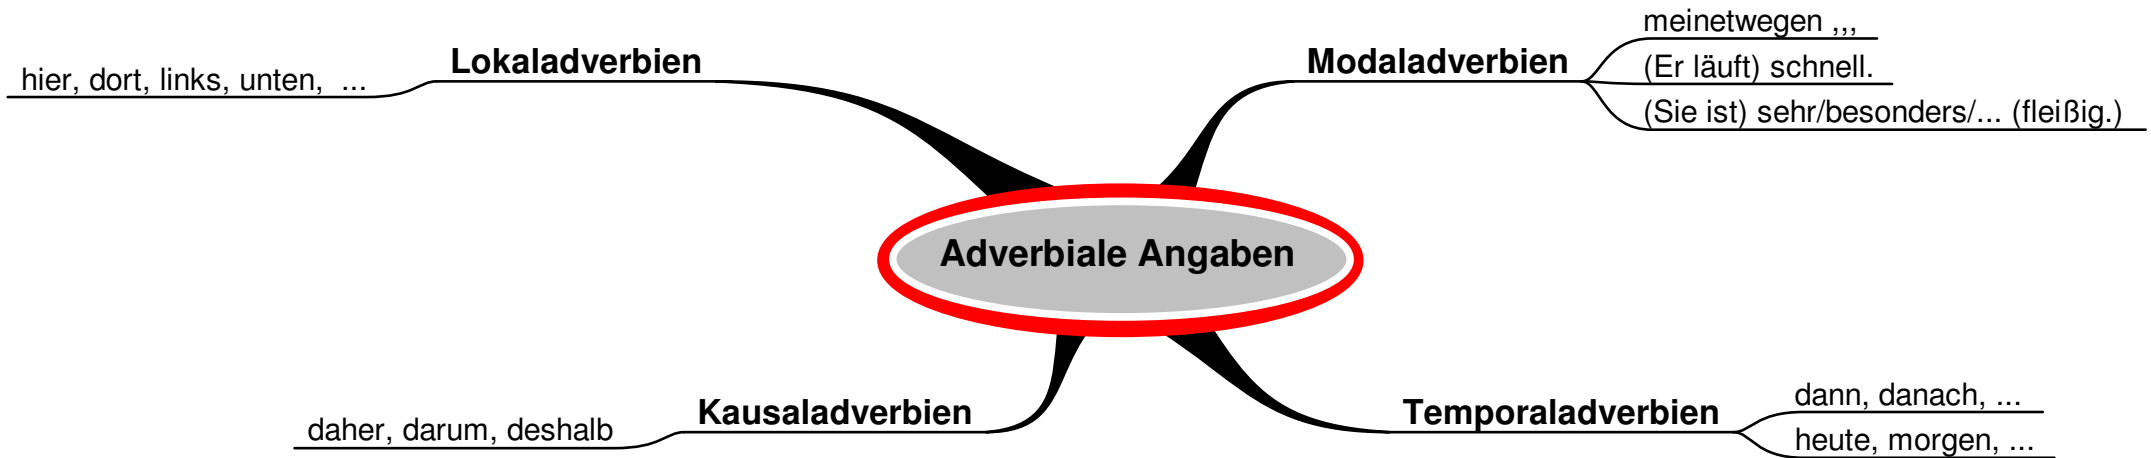 Lokaladverbien
hier, dort, links, unten,  ...
Modaladverbien
meinetwegen ,,,
(Er läuft) schnell.
(Sie ist) sehr/besonders/... (fleißig.)
Adverbiale Angaben
Kausaladverbien
daher, darum, deshalb
Temporaladverbien
dann, danach, ...
heute, morgen, ...